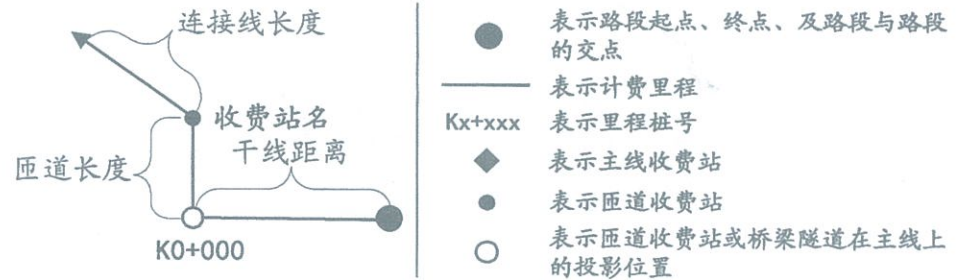 连接线长度
收费站名
干线距离
匝道长度
K0+000
表示路段起点、终点、及路段与路段
的交点
表示计费里程
Kx+xxx 表示里程桩号
表示主线收费站
表示匝道收费站
表示匝道收费站或桥梁隧道在主线上
的投影位置